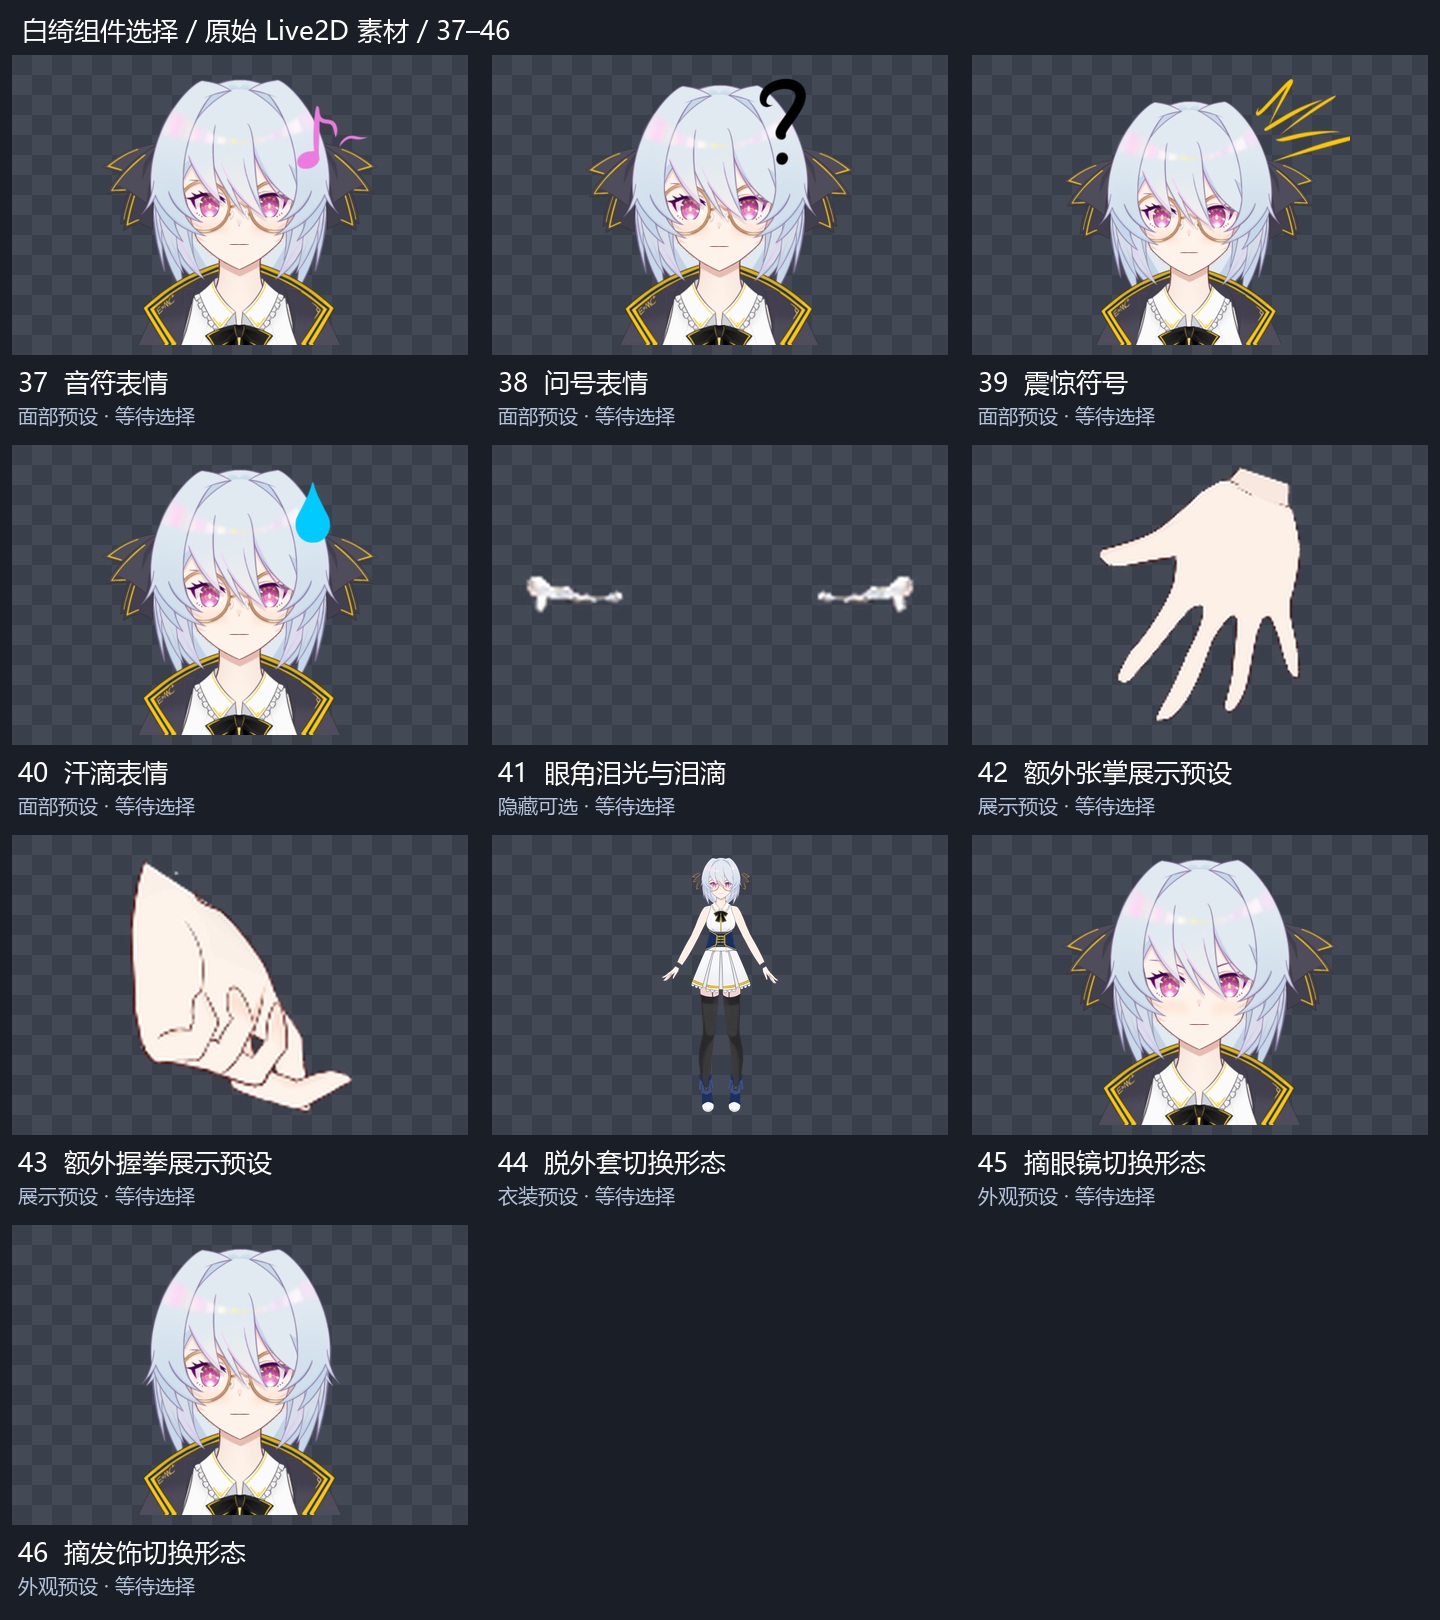 白绮组件选择 / 原始 Live2D 素材 / 37–46
37 音符表情
面部预设 · 等待选择
38 问号表情
面部预设 · 等待选择
39 震惊符号
面部预设 · 等待选择
40 汗滴表情
面部预设 · 等待选择
41 眼角泪光与泪滴
隐藏可选 · 等待选择
42 额外张掌展示预设
展示预设 · 等待选择
43 额外握拳展示预设
展示预设 · 等待选择
44 脱外套切换形态
衣装预设 · 等待选择
45 摘眼镜切换形态
外观预设 · 等待选择
46 摘发饰切换形态
外观预设 · 等待选择